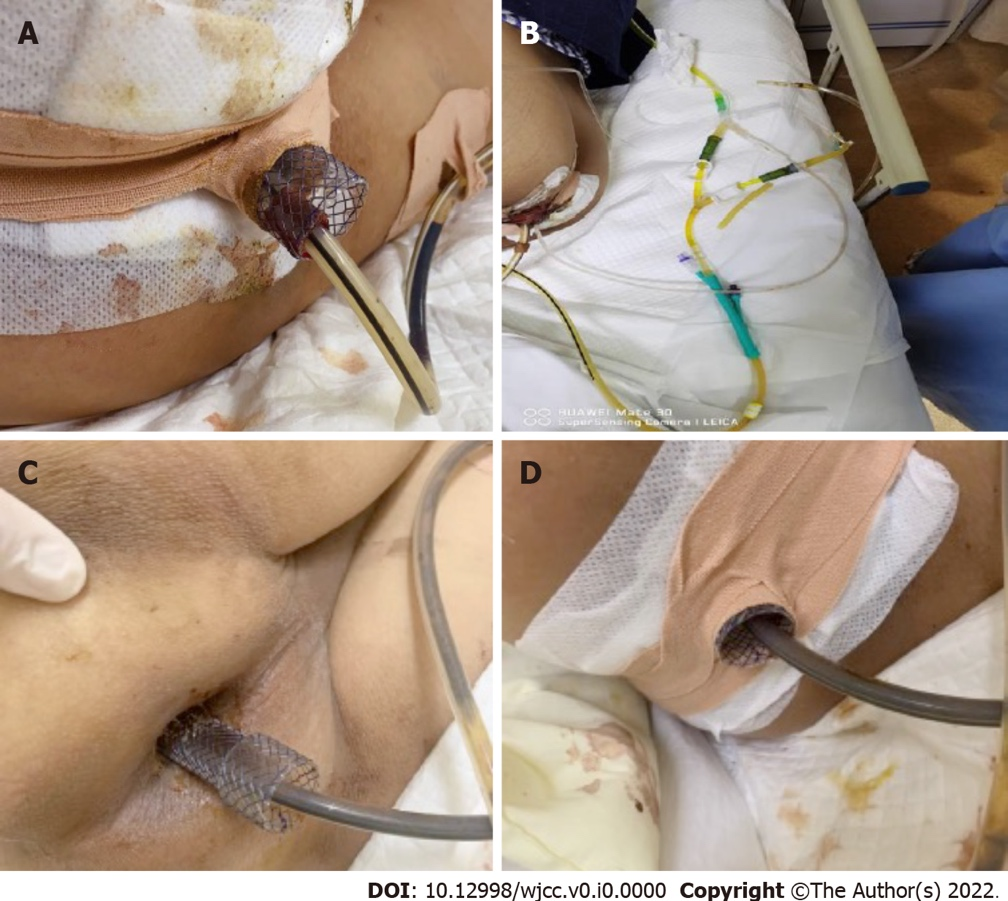 A
B
HUAWEI Mate 30
SuperSensing Camera | LEICA
C
D
DOI: 10.12998/wjcc.v0.i0.0000 Copyright ©The Author(s) 2022.